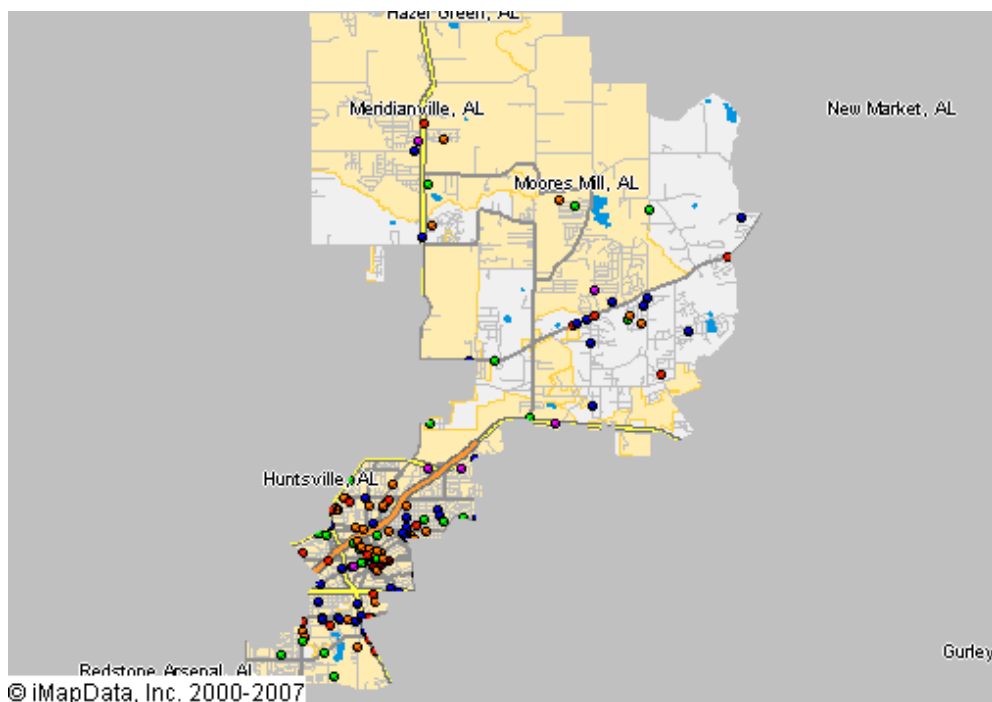 Hazel Green, AL
Meridianville, AL
New Market, AL
Moores Mill, AL
Huntsville, AL
Gurley
Redstone Arsenal, AL
© iMapData, Inc. 2000-2007